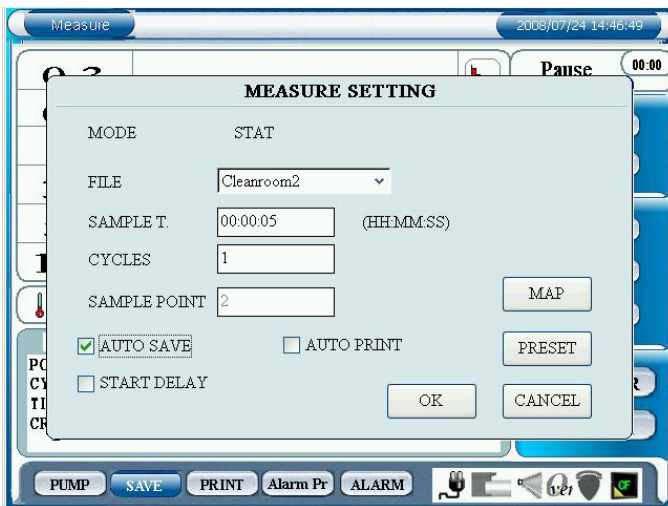 Measure
2008/07/24 14:46:49
Pause
00:00
MEASURE SETTING
MODE STAT
FILE Cleanroom2
SAMPLE T. 00:00:05 (HH:MM:SS)
CYCLES 1
SAMPLE POINT 2
MAP
AUTO SAVE AUTO PRINT PRESET
START DELAY OK CANCEL
PUMP SAVE PRINT Alarm Pr ALARM